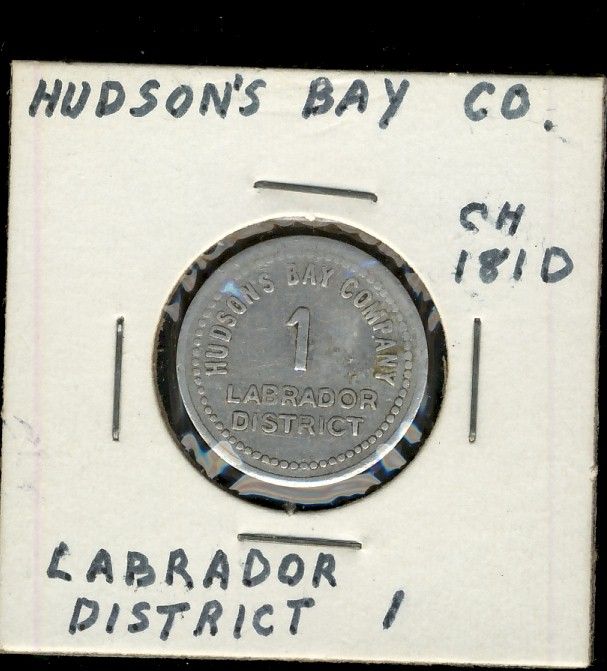 HUDSON'S BAY CO.
CH
181D
HUDSON'S BAY COMPANY
1
LABRADOR
DISTRICT
LABRADOR
DISTRICT 1